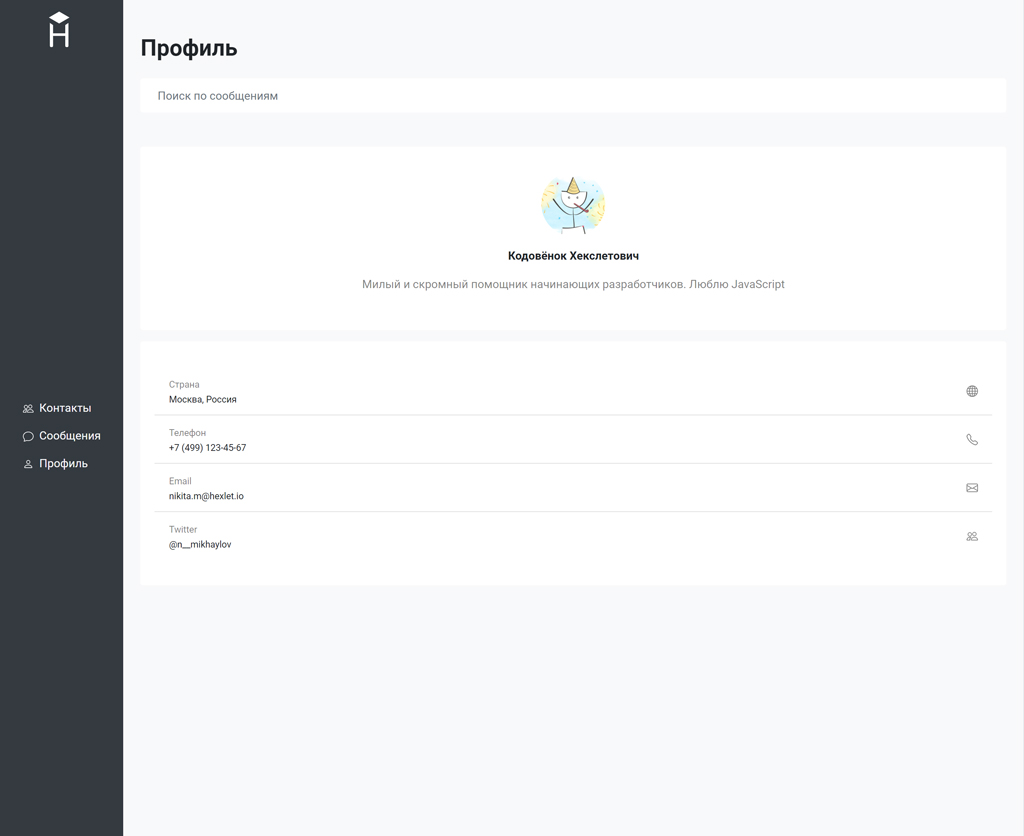 H
Контакты
Сообщения
Профиль
Профиль
Поиск по сообщениям
Кодовёнок Хекслетович
Милый и скромный помощник начинающих разработчиков. Люблю JavaScript
Страна
Москва, Россия
Телефон
+7 (499) 123-45-67
Email
nikita.m@hexlet.io
Twitter
@n__mikhaylov